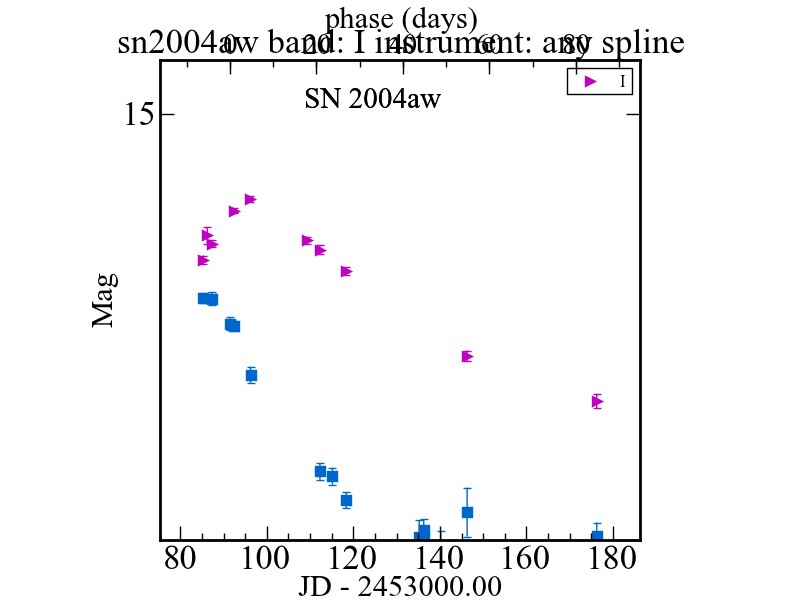 phase (days)
sn2004aw band: I instrument: any spline
0 20 40 60 80
I
SN 2004aw
15
Mag
80 100 120 140 160 180
JD - 2453000.00